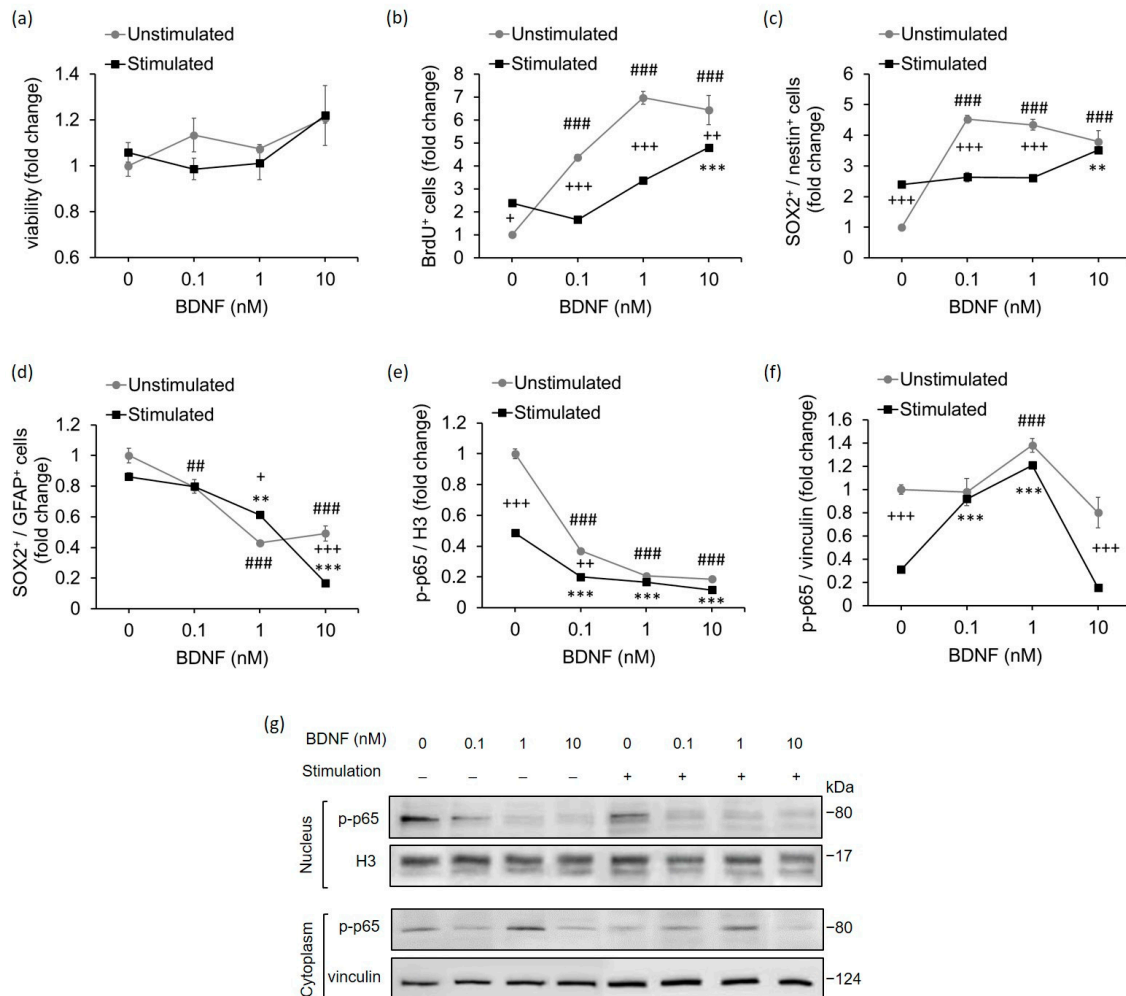 (a)
Unstimulated
Stimulated
viability (fold change)
1.4
1.2
1
0.8
0.6
0 0.1 1 10
BDNF (nM)
(b)
Unstimulated
Stimulated
BrdU⁺ cells (fold change)
8
7
6
5
4
3
2
1
0
###
###
###
+
+++
+++
++
***
0 0.1 1 10
BDNF (nM)
(c)
Unstimulated
Stimulated
SOX2⁺ / nestin⁺ cells
(fold change)
6
5
4
3
2
1
0
###
###
###
+++
+++
+++
**
0 0.1 1 10
BDNF (nM)
(d)
Unstimulated
Stimulated
SOX2⁺ / GFAP⁺ cells
(fold change)
1.2
1
0.8
0.6
0.4
0.2
0
##
+
**
###
###
+++
***
0 0.1 1 10
BDNF (nM)
(e)
Unstimulated
Stimulated
p-p65 / H3 (fold change)
1.2
1
0.8
0.6
0.4
0.2
0
+++
###
++
***
###
***
###
***
0 0.1 1 10
BDNF (nM)
(f)
Unstimulated
Stimulated
p-p65 / vinculin (fold change)
1.6
1.4
1.2
1
0.8
0.6
0.4
0.2
0
+++
***
###
***
+++
0 0.1 1 10
BDNF (nM)
(g)
BDNF (nM) 0 0.1 1 10 0 0.1 1 10
Stimulation – – – – + + + +
kDa
Nucleus
p-p65 –80
H3 –17
Cytoplasm
p-p65 –80
vinculin –124